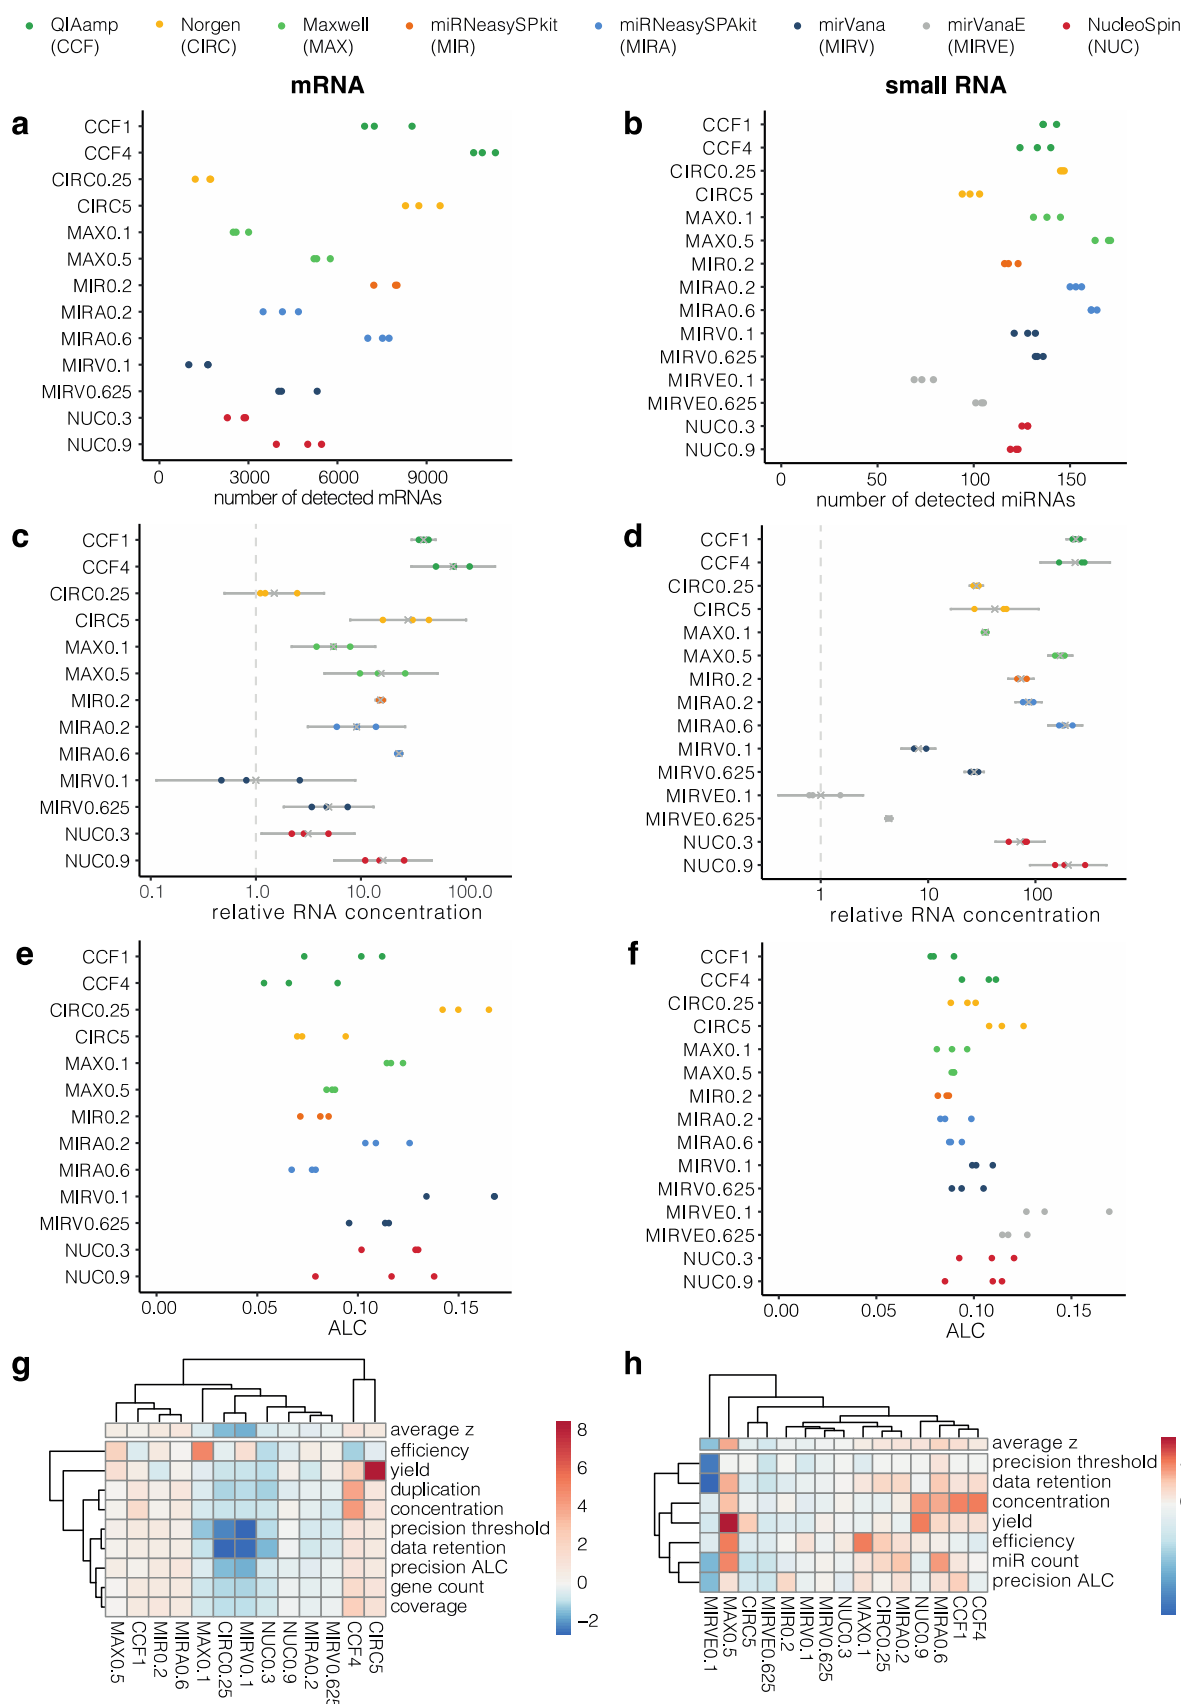 QIAamp (CCF)
Norgen (CIRC)
Maxwell (MAX)
miRNeasySPkit (MIR)
miRNeasySPAkit (MIRA)
mirVana (MIRV)
mirVanaE (MIRVE)
NucleoSpin (NUC)
mRNA
small RNA
a
CCF1
CCF4
CIRC0.25
CIRC5
MAX0.1
MAX0.5
MIR0.2
MIRA0.2
MIRA0.6
MIRV0.1
MIRV0.625
NUC0.3
NUC0.9
0 3000 6000 9000
number of detected mRNAs
b
CCF1
CCF4
CIRC0.25
CIRC5
MAX0.1
MAX0.5
MIR0.2
MIRA0.2
MIRA0.6
MIRV0.1
MIRV0.625
MIRVE0.1
MIRVE0.625
NUC0.3
NUC0.9
0 50 100 150
number of detected miRNAs
c
CCF1
CCF4
CIRC0.25
CIRC5
MAX0.1
MAX0.5
MIR0.2
MIRA0.2
MIRA0.6
MIRV0.1
MIRV0.625
NUC0.3
NUC0.9
0.1 1.0 10.0 100.0
relative RNA concentration
d
CCF1
CCF4
CIRC0.25
CIRC5
MAX0.1
MAX0.5
MIR0.2
MIRA0.2
MIRA0.6
MIRV0.1
MIRV0.625
MIRVE0.1
MIRVE0.625
NUC0.3
NUC0.9
1 10 100
relative RNA concentration
e
CCF1
CCF4
CIRC0.25
CIRC5
MAX0.1
MAX0.5
MIR0.2
MIRA0.2
MIRA0.6
MIRV0.1
MIRV0.625
NUC0.3
NUC0.9
0.00 0.05 0.10 0.15
ALC
f
CCF1
CCF4
CIRC0.25
CIRC5
MAX0.1
MAX0.5
MIR0.2
MIRA0.2
MIRA0.6
MIRV0.1
MIRV0.625
MIRVE0.1
MIRVE0.625
NUC0.3
NUC0.9
0.00 0.05 0.10 0.15
ALC
g
average z
efficiency
yield
duplication
concentration
precision threshold
data retention
precision ALC
gene count
coverage
MAX0.5
CCF1
MIR0.2
MIRA0.6
MAX0.1
CIRC0.25
MIRV0.1
NUC0.3
NUC0.9
MIRA0.2
MIRV0.625
CCF4
CIRC5
8
6
4
2
0
−2
h
average z
precision threshold
data retention
concentration
yield
efficiency
miR count
precision ALC
MIRVE0.1
MAX0.5
CIRC5
MIRVE0.625
MIR0.2
MIRV0.1
MIRV0.625
NUC0.3
MAX0.1
CIRC0.25
MIRA0.2
NUC0.9
MIRA0.6
CCF1
CCF4